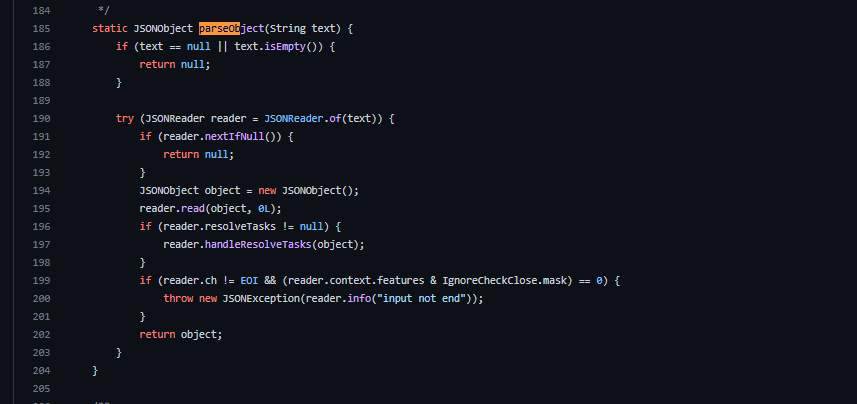 184 */
185 static JSONObject parseObject(String text) {
186 if (text == null || text.isEmpty()) {
187 return null;
188 }
189
190 try (JSONReader reader = JSONReader.of(text)) {
191 if (reader.nextIfNull()) {
192 return null;
193 }
194 JSONObject object = new JSONObject();
195 reader.read(object, 0L);
196 if (reader.resolveTasks != null) {
197 reader.handleResolveTasks(object);
198 }
199 if (reader.ch != EOI && (reader.context.features & IgnoreCheckClose.mask) == 0) {
200 throw new JSONException(reader.info("input not end"));
201 }
202 return object;
203 }
204 }
205